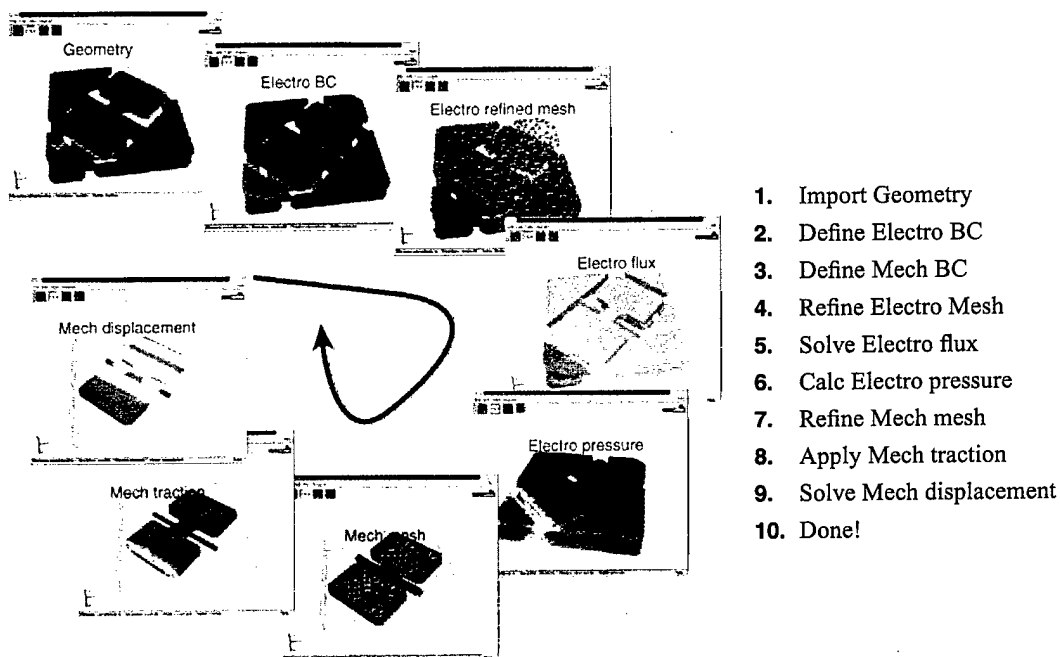 Geometry
Electro BC
Electro refined mesh
Electro flux
Mech displacement
Electro pressure
Mech traction
Mech mesh
1. Import Geometry
2. Define Electro BC
3. Define Mech BC
4. Refine Electro Mesh
5. Solve Electro flux
6. Calc Electro pressure
7. Refine Mech mesh
8. Apply Mech traction
9. Solve Mech displacement
10. Done!